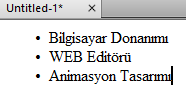 Untitled-1*
• Bilgisayar Donanımı
• WEB Editörü
• Animasyon Tasarımı